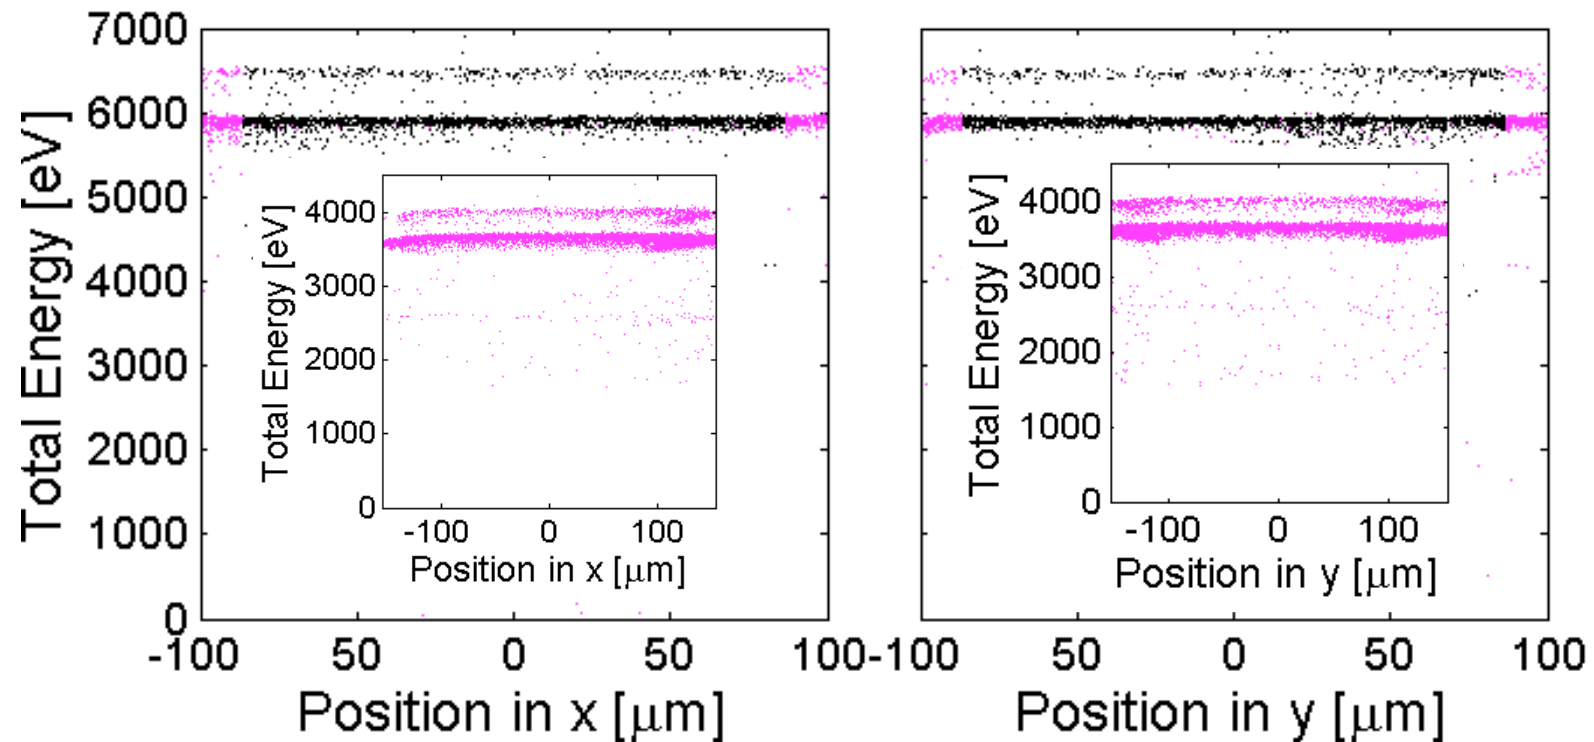 7000
6000
5000
4000
3000
2000
1000
0
Total Energy [eV]
-100 50 0 50 100
Position in x [μm]
4000
3000
2000
1000
0
Total Energy [eV]
-100 0 100
Position in x [μm]
-100 50 0 50 100
Position in y [μm]
4000
3000
2000
1000
0
Total Energy [eV]
-100 0 100
Position in y [μm]